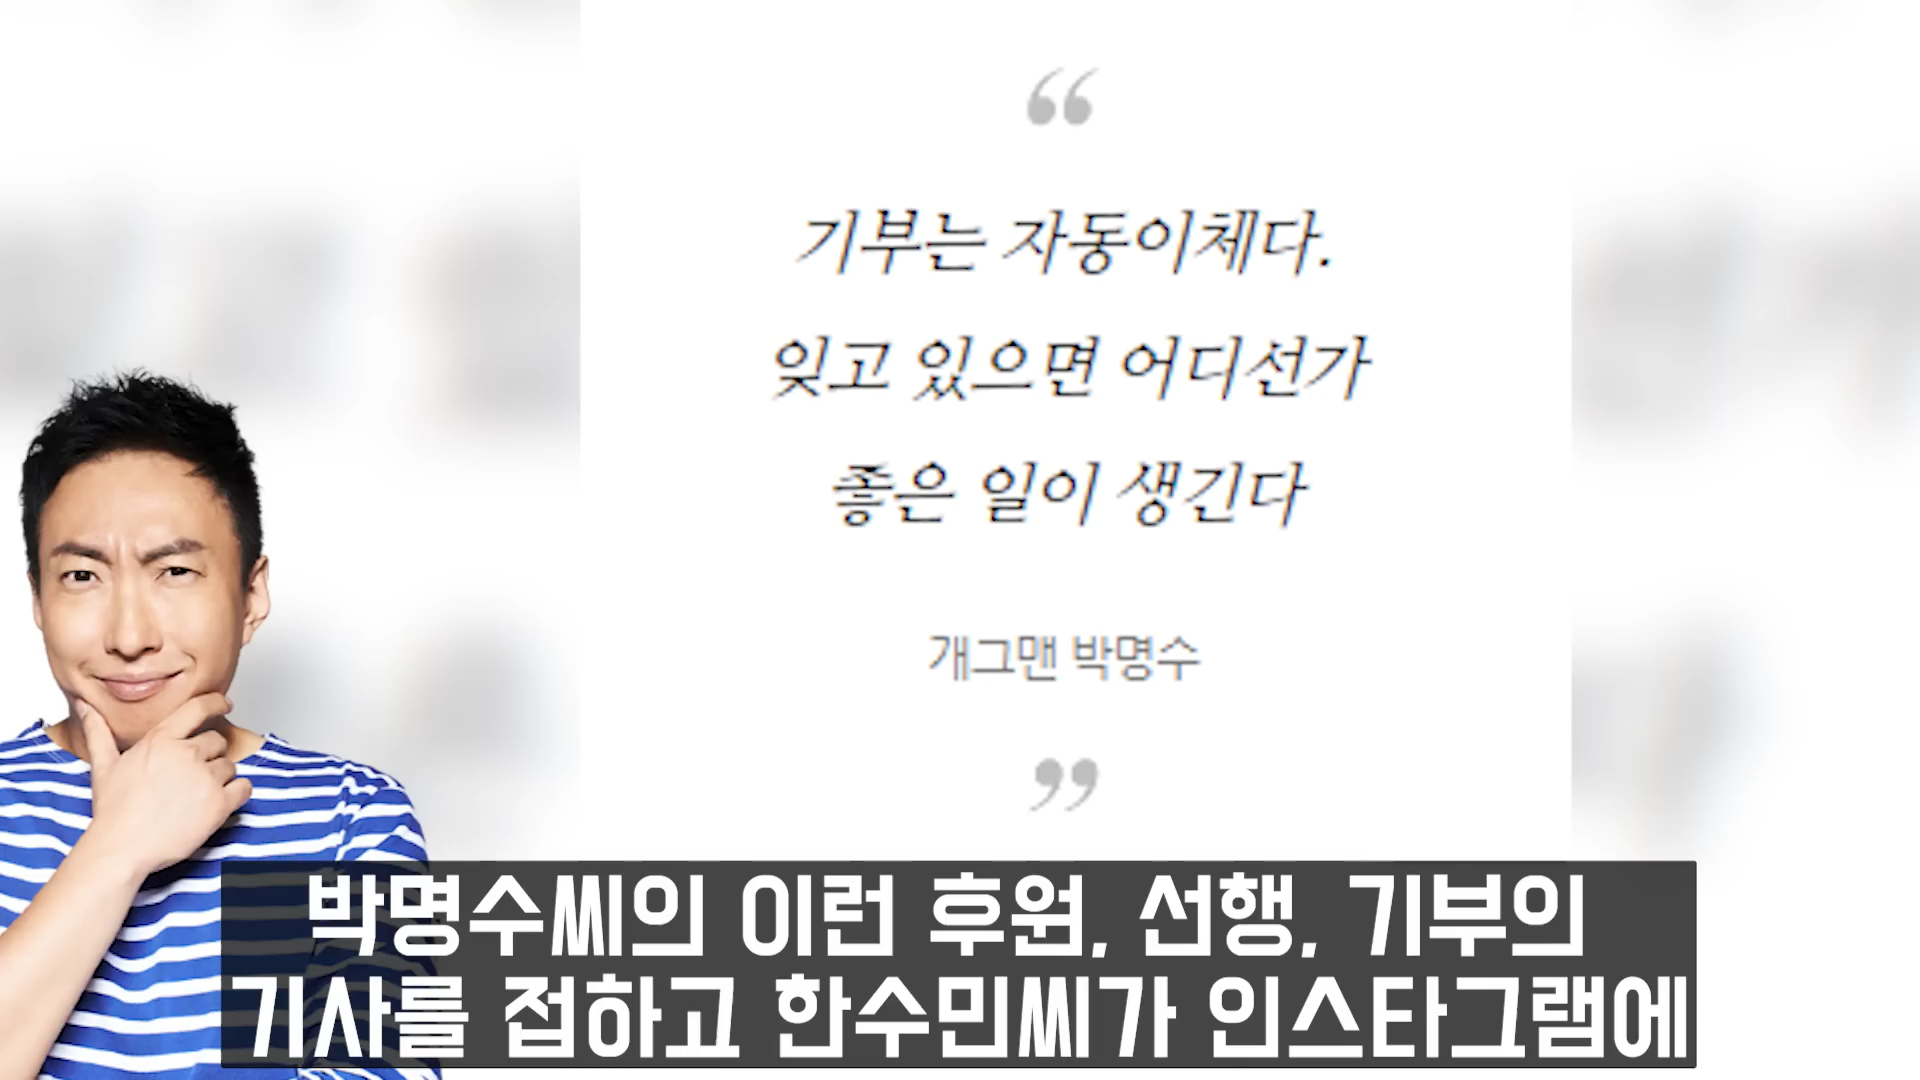 “
기부는 자동이체다.
잊고 있으면 어디선가
좋은 일이 생긴다
개그맨 박명수
”
박명수씨의 이런 후원, 선행, 기부의
기사를 접하고 한수민씨가 인스타그램에